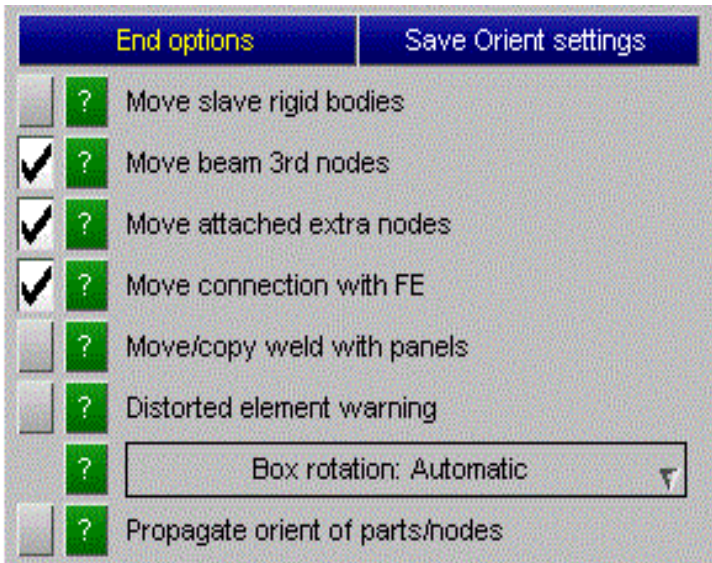 End options Save Orient settings
? Move slave rigid bodies
? Move beam 3rd nodes
? Move attached extra nodes
? Move connection with FE
? Move/copy weld with panels
? Distorted element warning
? Box rotation: Automatic
? Propagate orient of parts/nodes